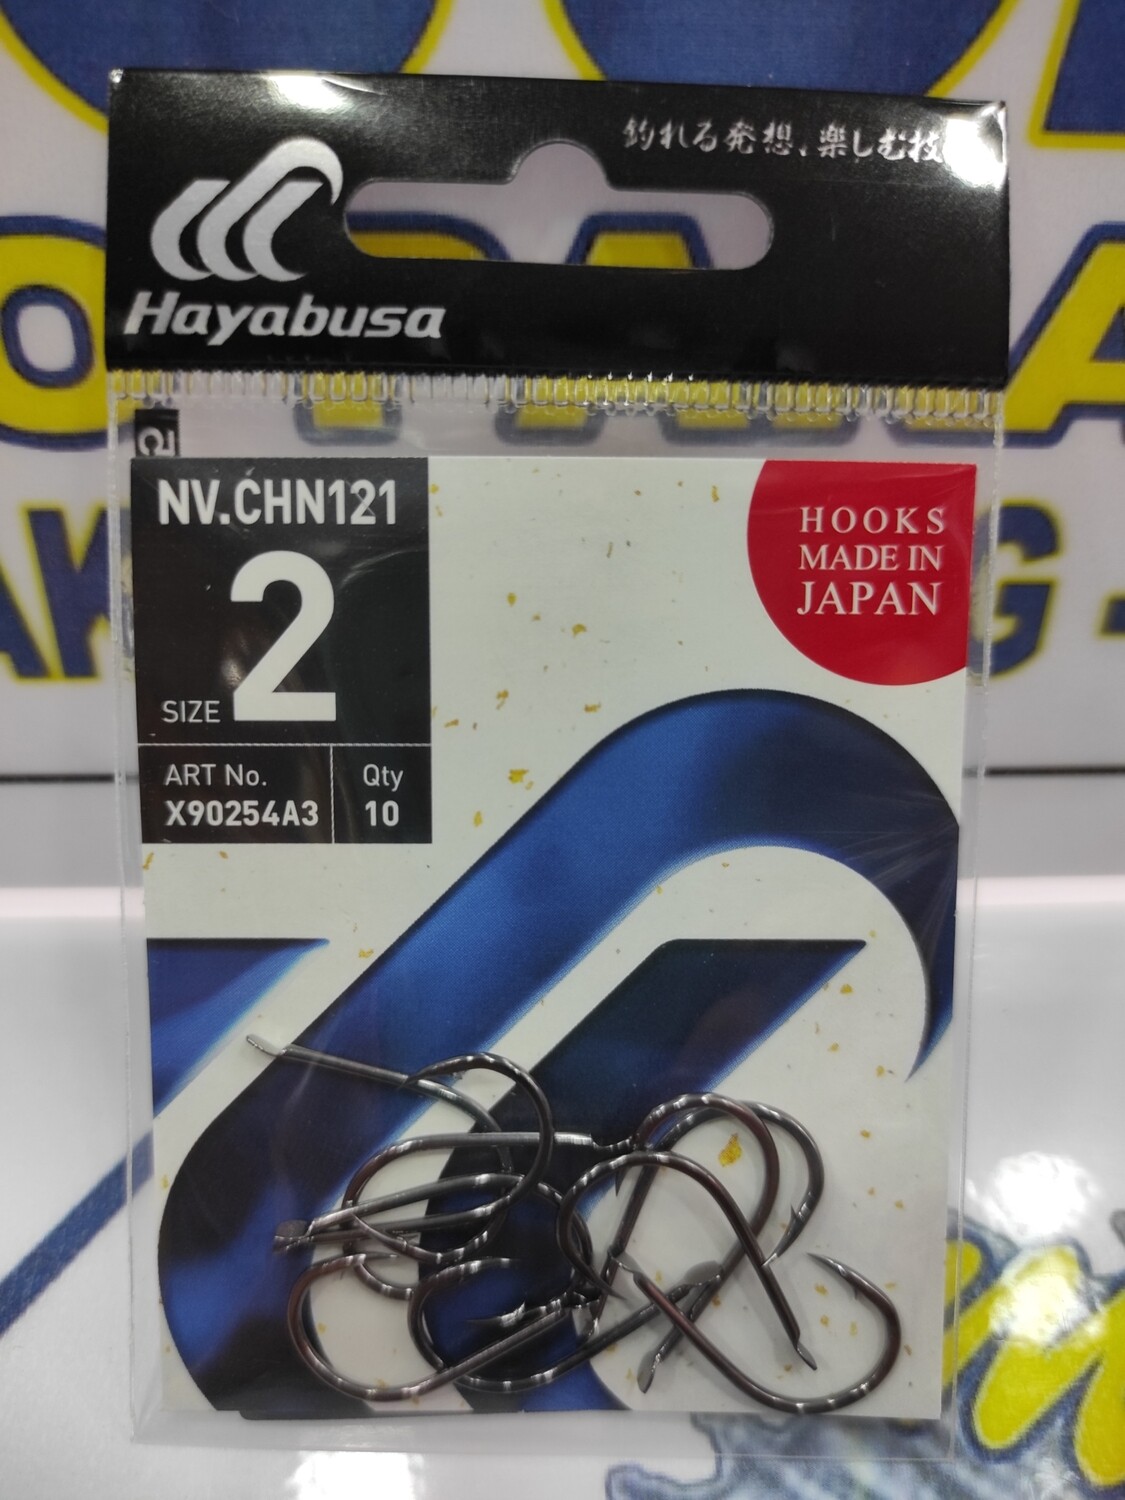 釣れる発想、楽しむ技
Hayabusa
NV.CHN121
SIZE 2
ART No.
X90254A3
Qty
10
HOOKS
MADE IN
JAPAN